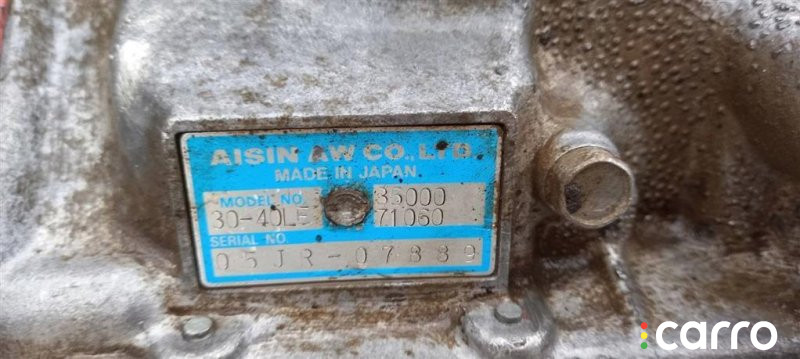 AISIN AW CO.,LTD.
MADE IN JAPAN
MODEL NO. 35000
30-40LE 71060
SERIAL NO.
05JR-07889
carro